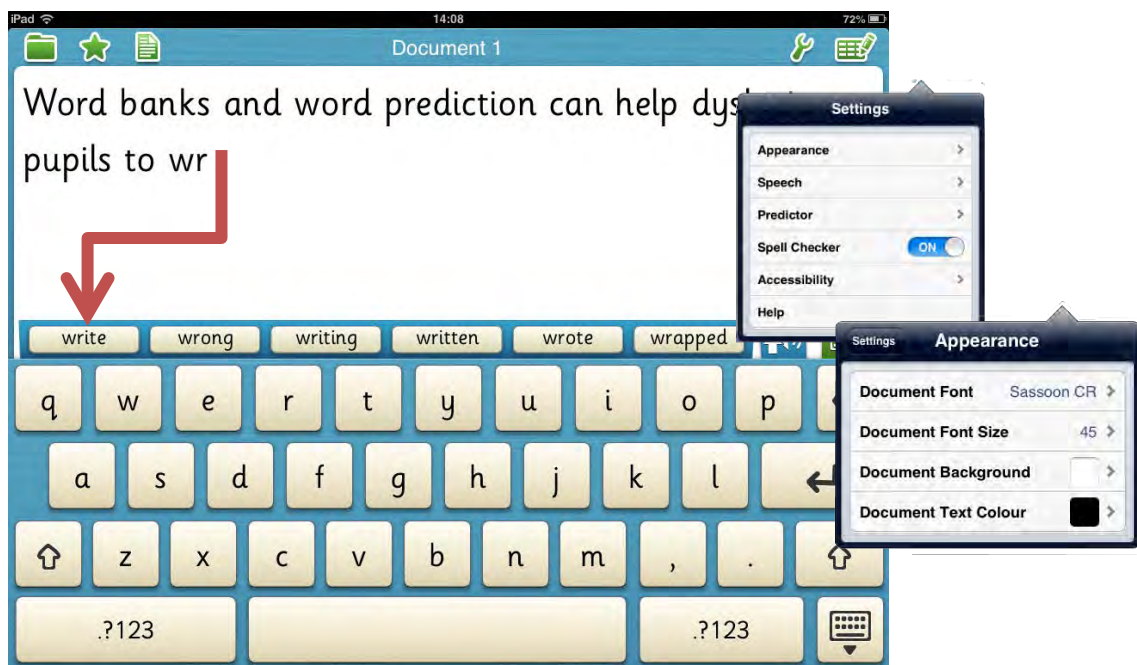 iPad 14:08 72%
Document 1
Word banks and word prediction can help
pupils to wr
Settings
Appearance
Speech
Predictor
Spell Checker ON
Accessibility
Help
write wrong writing written wrote wrapped
Settings Appearance
Document Font Sassoon CR
Document Font Size 45
Document Background
Document Text Colour
q w e r t y u i o p
a s d f g h j k l
z x c v b n m , .
.?123 .?123